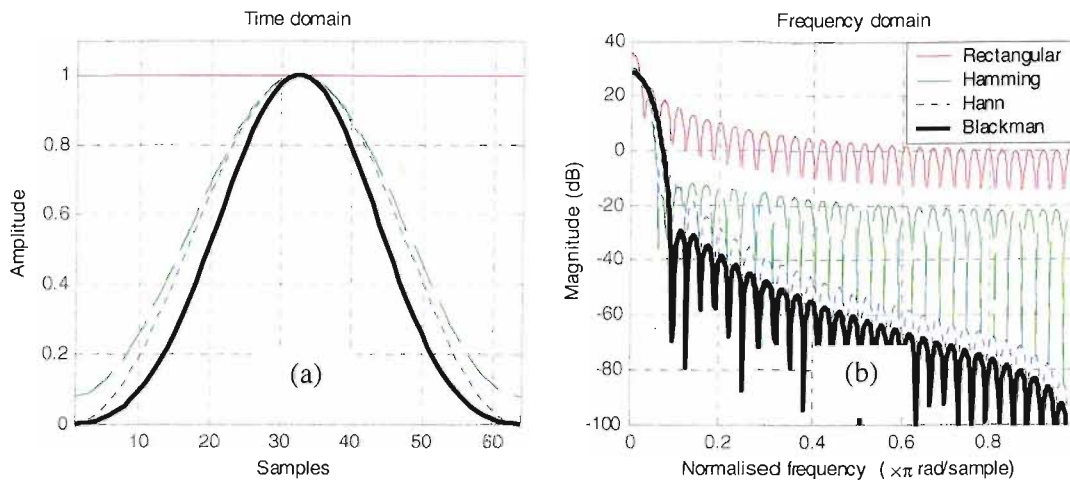 Time domain
1
0.8
0.6
0.4
0.2
0
Amplitude
10
20
30
40
50
60
Samples
(a)
Frequency domain
40
20
0
-20
-40
-60
-80
-100
Magnitude (dB)
Rectangular
Hamming
Hann
Blackman
0
0.2
0.4
0.6
0.8
Normalised frequency ( ×π rad/sample)
(b)